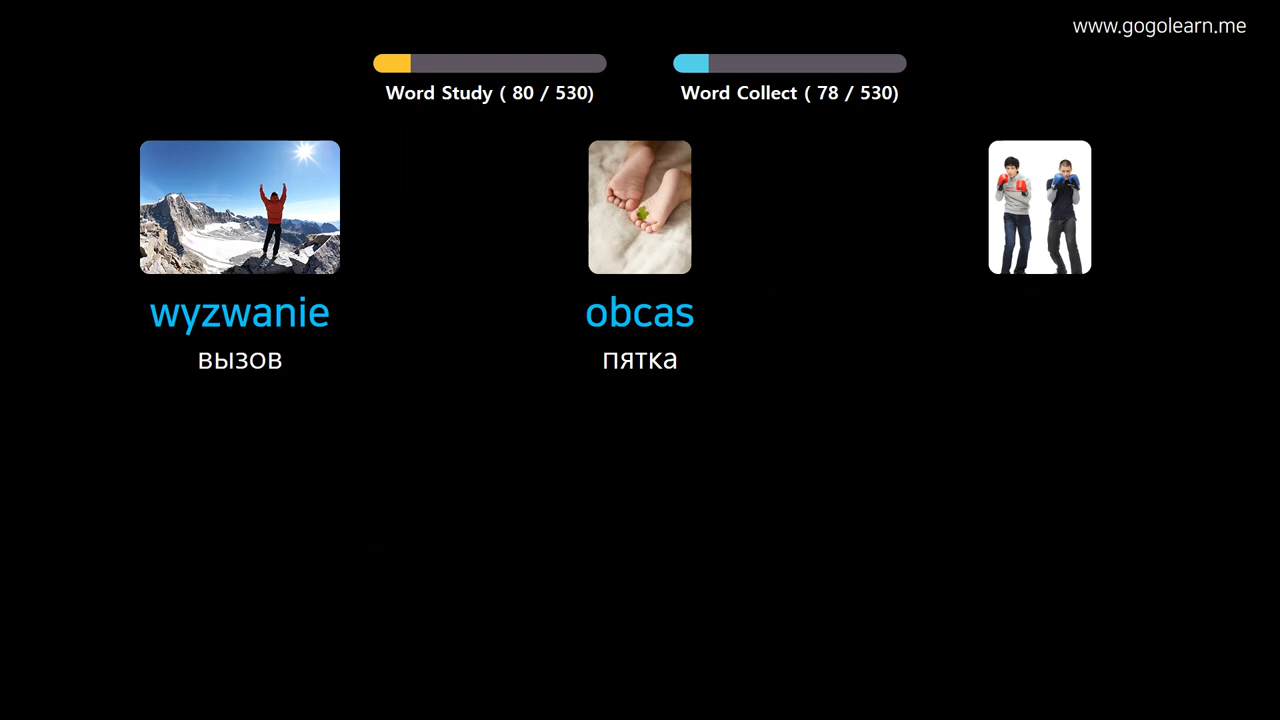 www.gogolearn.me
Word Study ( 80 / 530)
Word Collect ( 78 / 530)
wyzwanie
вызов
obcas
пятка